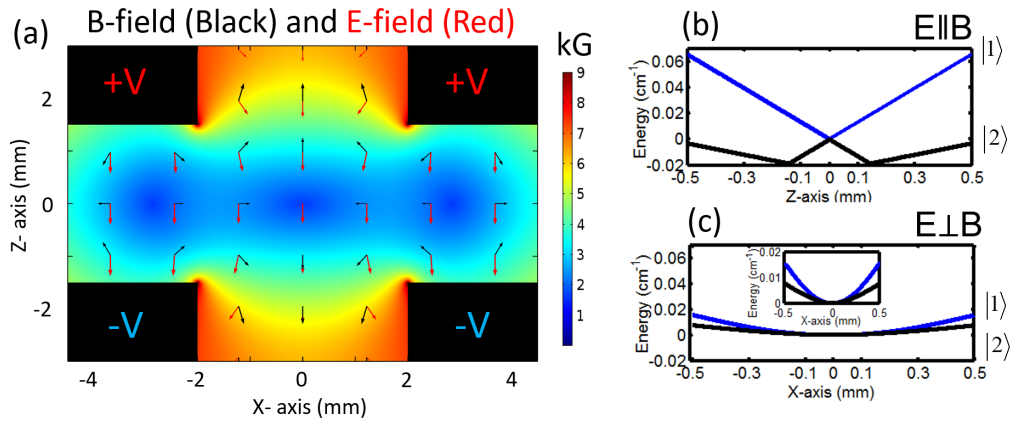 (a)
B-field (Black) and E-field (Red)
kG
+V
+V
-V
-V
2
0
-2
Z- axis (mm)
-4
-2
0
2
4
X- axis (mm)
9
8
7
6
5
4
3
2
1
(b)
E∥B
0.06
0.04
0.02
0
-0.02
Energy (cm⁻¹)
-0.5
-0.3
-0.1
0
0.1
0.3
0.5
Z-axis (mm)
|1⟩
|2⟩
(c)
E⊥B
0.06
0.04
0.02
0
-0.02
Energy (cm⁻¹)
0.02
0.01
0
Energy (cm⁻¹)
-0.5
0
0.5
X-axis (mm)
-0.5
-0.3
-0.1
0
0.1
0.3
0.5
X-axis (mm)
|1⟩
|2⟩